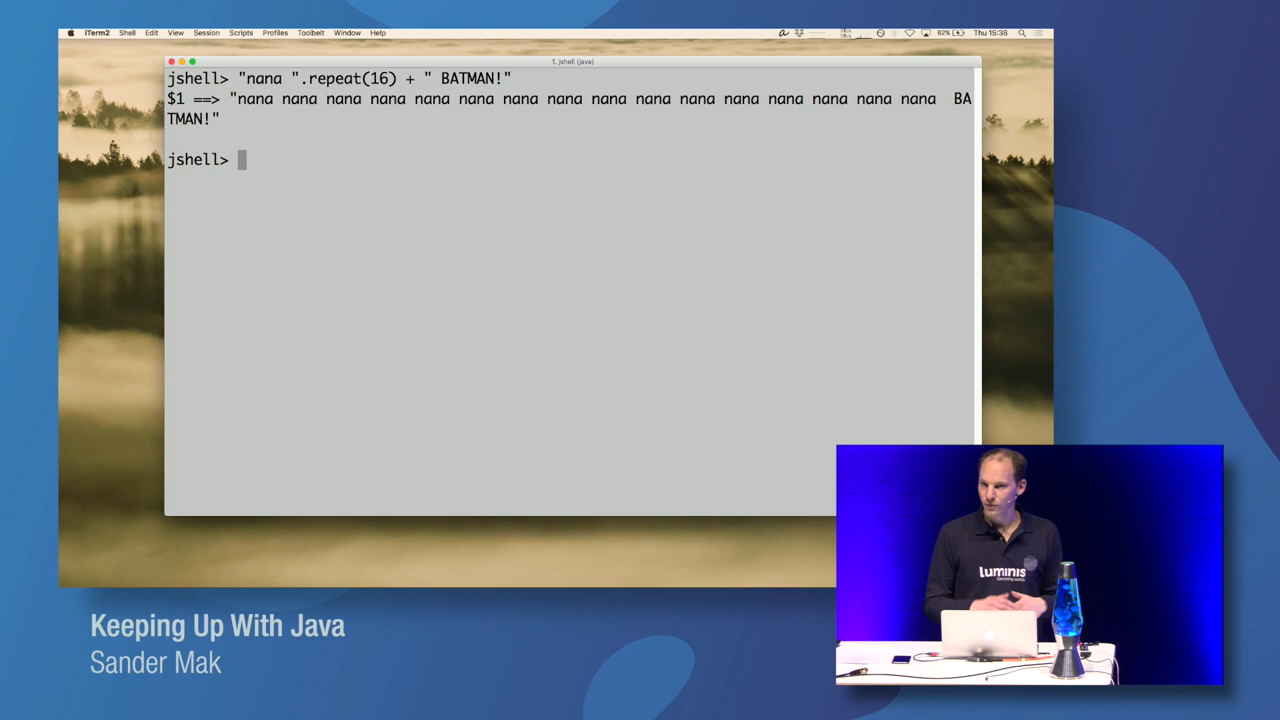 iTerm2 Shell Edit View Session Scripts Profiles Toolbelt Window Help
62% Thu 15:38
1. jshell (java)
jshell> "nana ".repeat(16) + " BATMAN!"
$1 ==> "nana nana nana nana nana nana nana nana nana nana nana nana nana nana nana nana  BA
TMAN!"
jshell>
luminis
Keeping Up With Java
Sander Mak